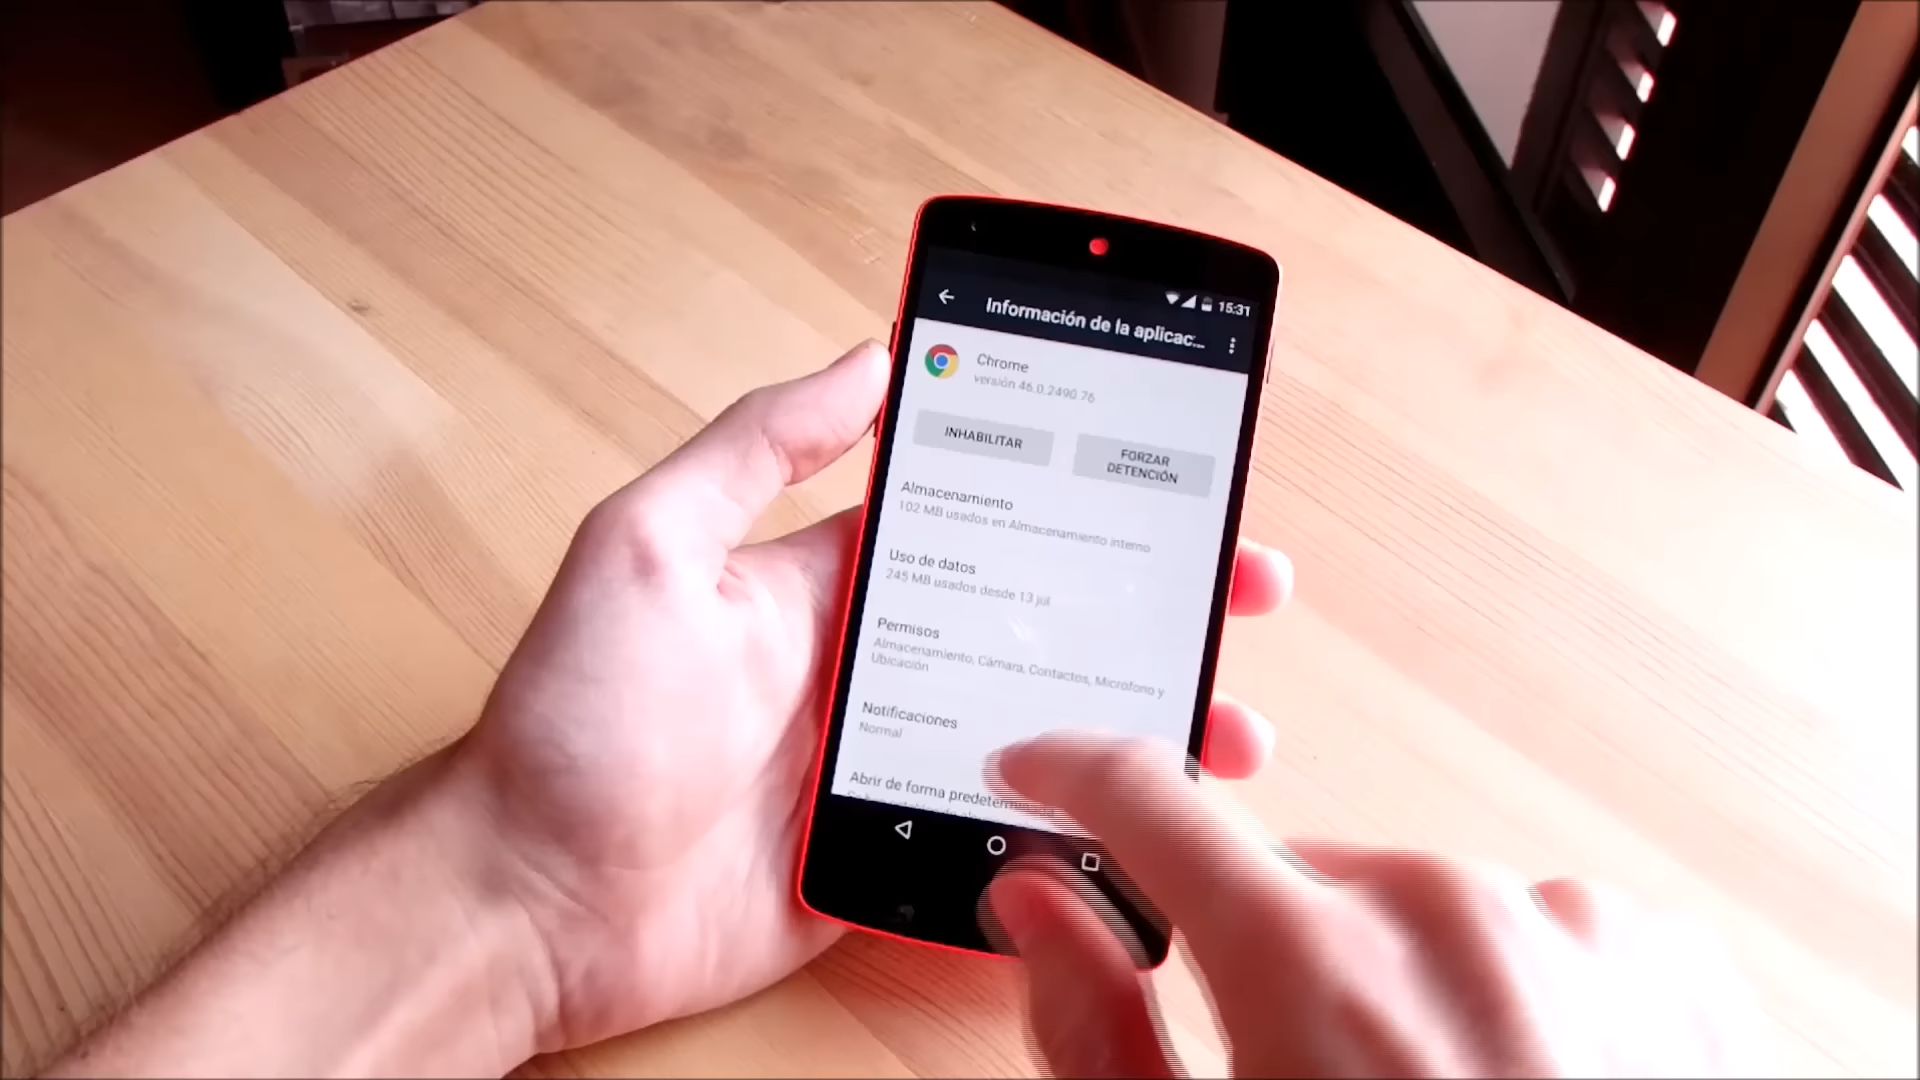 15:31
Información de la aplicac...
Chrome
versión 46.0.2490.76
INHABILITAR
FORZAR
DETENCIÓN
Almacenamiento
102 MB usados en Almacenamiento interno
Uso de datos
245 MB usados desde 13 jul
Permisos
Almacenamiento, Cámara, Contactos, Micrófono y
Ubicación
Notificaciones
Normal
Abrir de forma